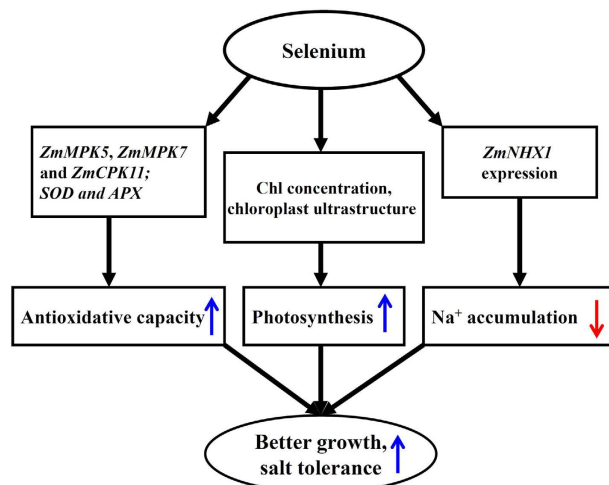 Selenium
ZmMPK5, ZmMPK7
and ZmCPK11;
SOD and APX
Chl concentration,
chloroplast ultrastructure
ZmNHX1
expression
Antioxidative capacity
Photosynthesis
Na⁺ accumulation
Better growth,
salt tolerance